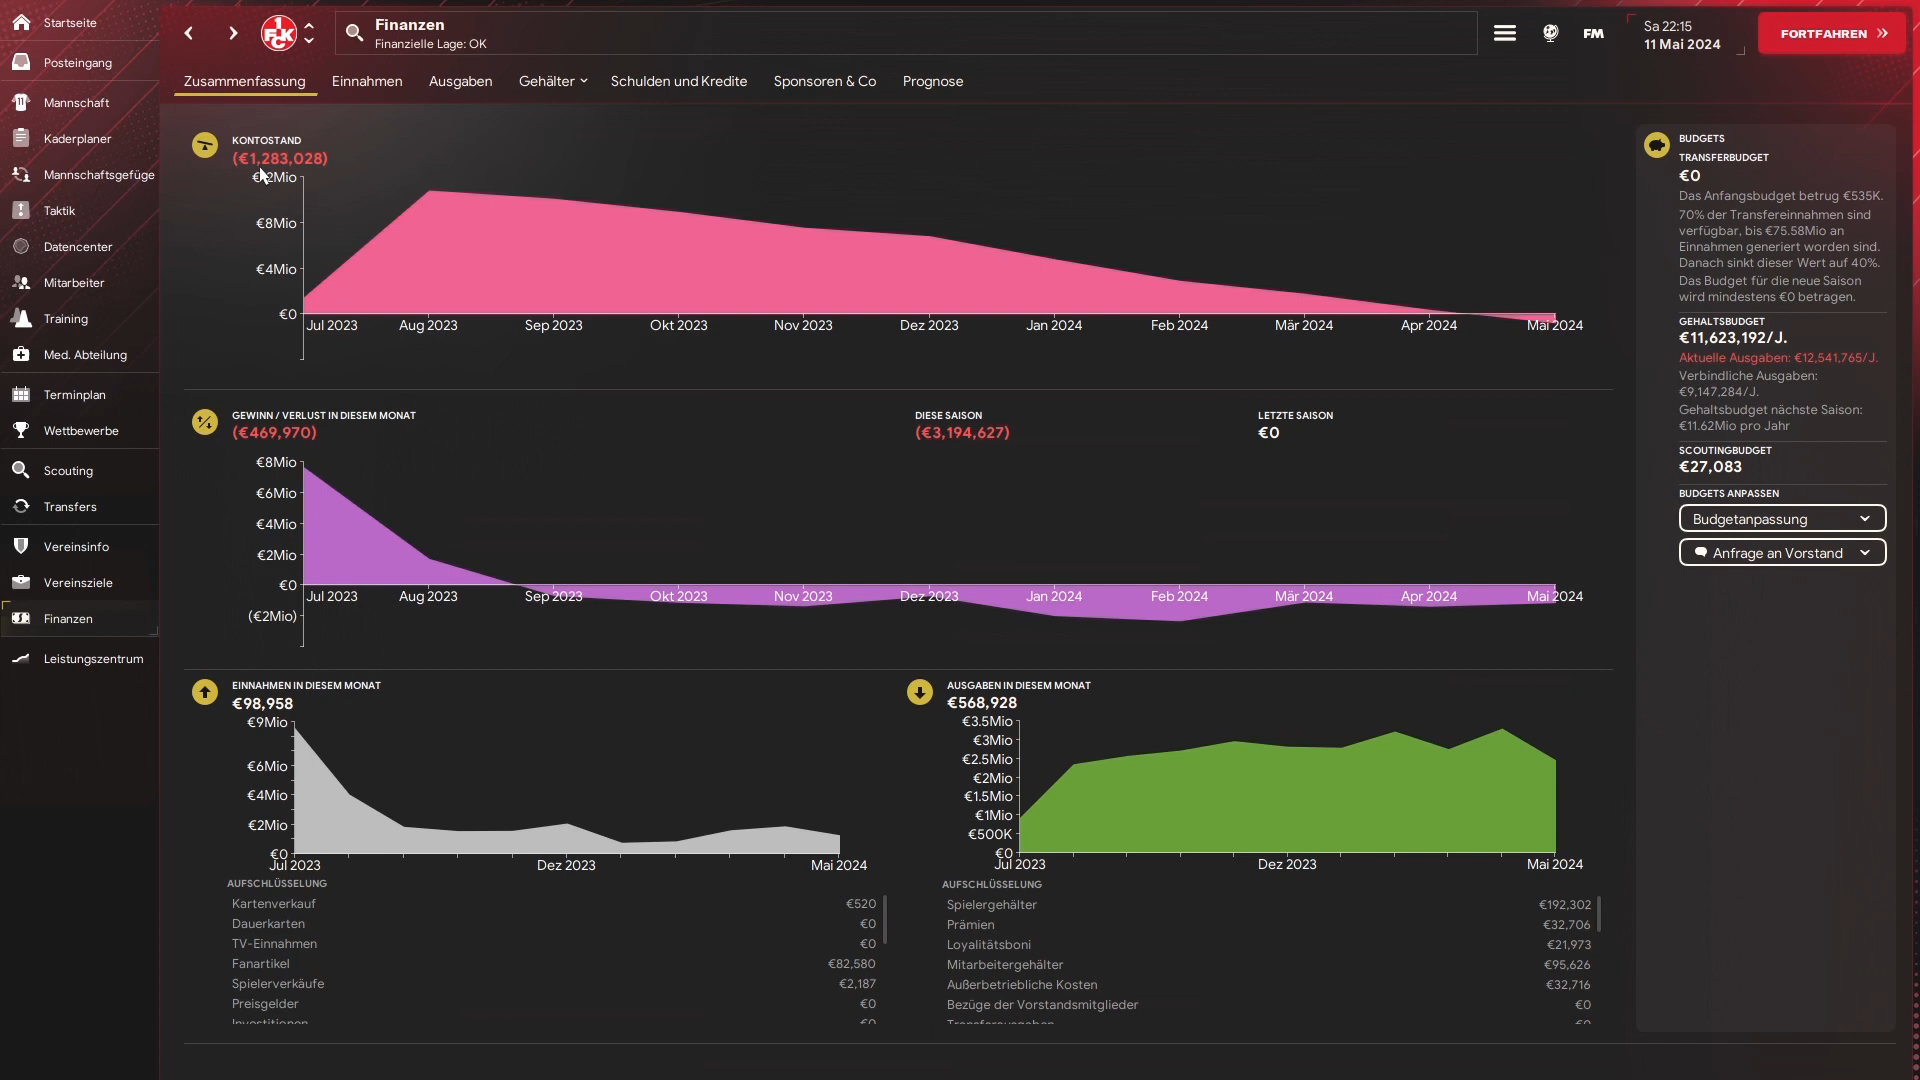 Startseite
Posteingang
Mannschaft
Kaderplaner
Mannschaftsgefüge
Taktik
Datencenter
Mitarbeiter
Training
Med. Abteilung
Terminplan
Wettbewerbe
Scouting
Transfers
Vereinsinfo
Vereinsziele
Finanzen
Leistungszentrum
1
FCK
Finanzen
Finanzielle Lage: OK
FM
Sa 22:15
11 Mai 2024
FORTFAHREN
Zusammenfassung Einnahmen Ausgaben Gehälter Schulden und Kredite Sponsoren & Co Prognose
KONTOSTAND
(€1,283,028)
€12Mio
€8Mio
€4Mio
€0
Jul 2023 Aug 2023 Sep 2023 Okt 2023 Nov 2023 Dez 2023 Jan 2024 Feb 2024 Mär 2024 Apr 2024 Mai 2024
GEWINN / VERLUST IN DIESEM MONAT
(€469,970)
DIESE SAISON
(€3,194,627)
LETZTE SAISON
€0
€8Mio
€6Mio
€4Mio
€2Mio
€0
(€2Mio)
Jul 2023 Aug 2023 Sep 2023 Okt 2023 Nov 2023 Dez 2023 Jan 2024 Feb 2024 Mär 2024 Apr 2024 Mai 2024
EINNAHMEN IN DIESEM MONAT
€98,958
€9Mio
€6Mio
€4Mio
€2Mio
€0
Jul 2023 Dez 2023 Mai 2024
AUFSCHLÜSSELUNG
Kartenverkauf €520
Dauerkarten €0
TV-Einnahmen €0
Fanartikel €82,580
Spielerverkäufe €2,187
Preisgelder €0
Investitionen €0
AUSGABEN IN DIESEM MONAT
€568,928
€3.5Mio
€3Mio
€2.5Mio
€2Mio
€1.5Mio
€1Mio
€500K
€0
Jul 2023 Dez 2023 Mai 2024
AUFSCHLÜSSELUNG
Spielergehälter €192,302
Prämien €32,706
Loyalitätsboni €21,973
Mitarbeitergehälter €95,626
Außerbetriebliche Kosten €32,716
Bezüge der Vorstandsmitglieder €0
Transferausgaben €0
BUDGETS
TRANSFERBUDGET
€0
Das Anfangsbudget betrug €535K.
70% der Transfereinnahmen sind
verfügbar, bis €75.58Mio an
Einnahmen generiert worden sind.
Danach sinkt dieser Wert auf 40%.
Das Budget für die neue Saison
wird mindestens €0 betragen.
GEHALTSBUDGET
€11,623,192/J.
Aktuelle Ausgaben: €12,541,765/J.
Verbindliche Ausgaben:
€9,147,284/J.
Gehaltsbudget nächste Saison:
€11.62Mio pro Jahr
SCOUTINGBUDGET
€27,083
BUDGETS ANPASSEN
Budgetanpassung
Anfrage an Vorstand